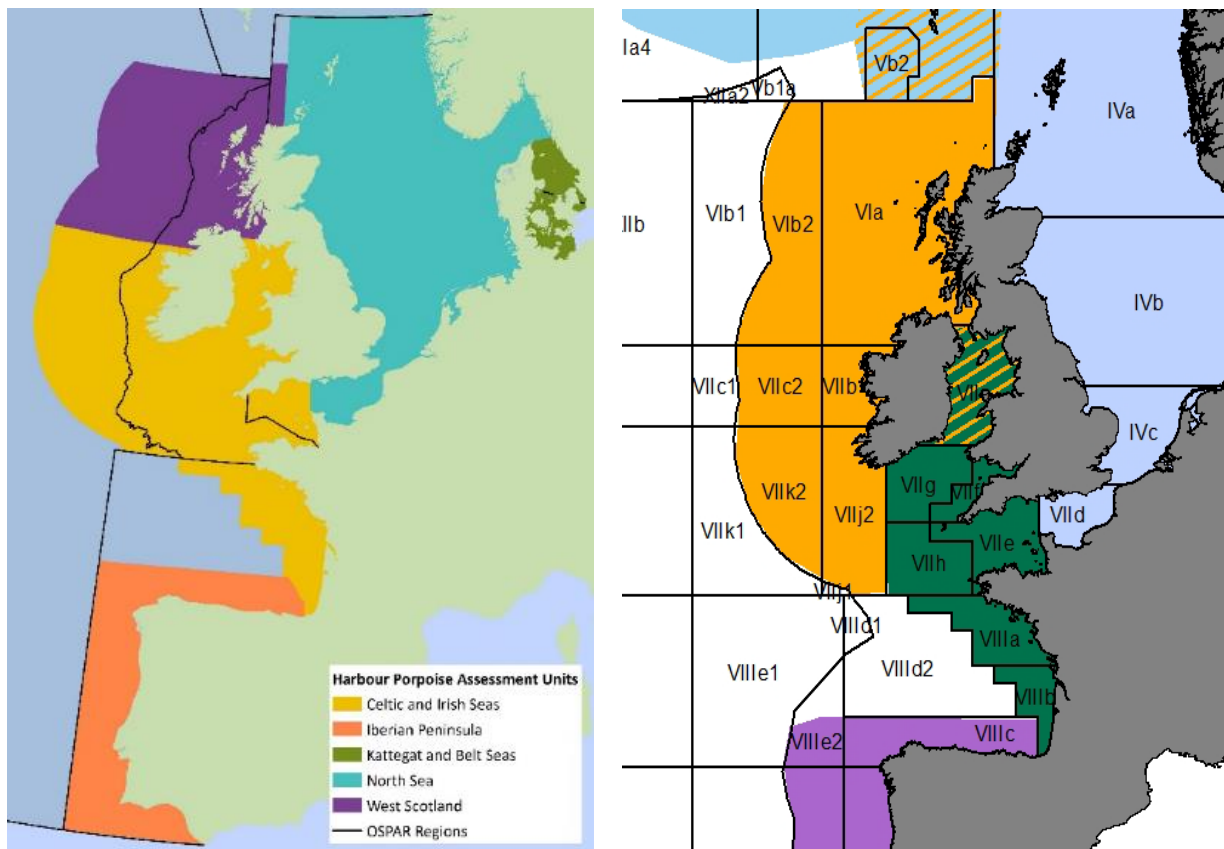 Harbour Porpoise Assessment Units
Celtic and Irish Seas
Iberian Peninsula
Kattegat and Belt Seas
North Sea
West Scotland
OSPAR Regions
Ia4
Vb2
XIIa2
Vb1a
IVa
VIb1
VIb2
VIa
IIb
IVb
VIIc1
VIIc2
VIIb
VIIa
IVc
VIIg
VIIf
VIIk2
VIIj2
VIId
VIIk1
VIIe
VIIh
VIIj1
VIIId1
VIIIa
VIIIe1
VIIId2
VIIIb
VIIIe2
VIIIc